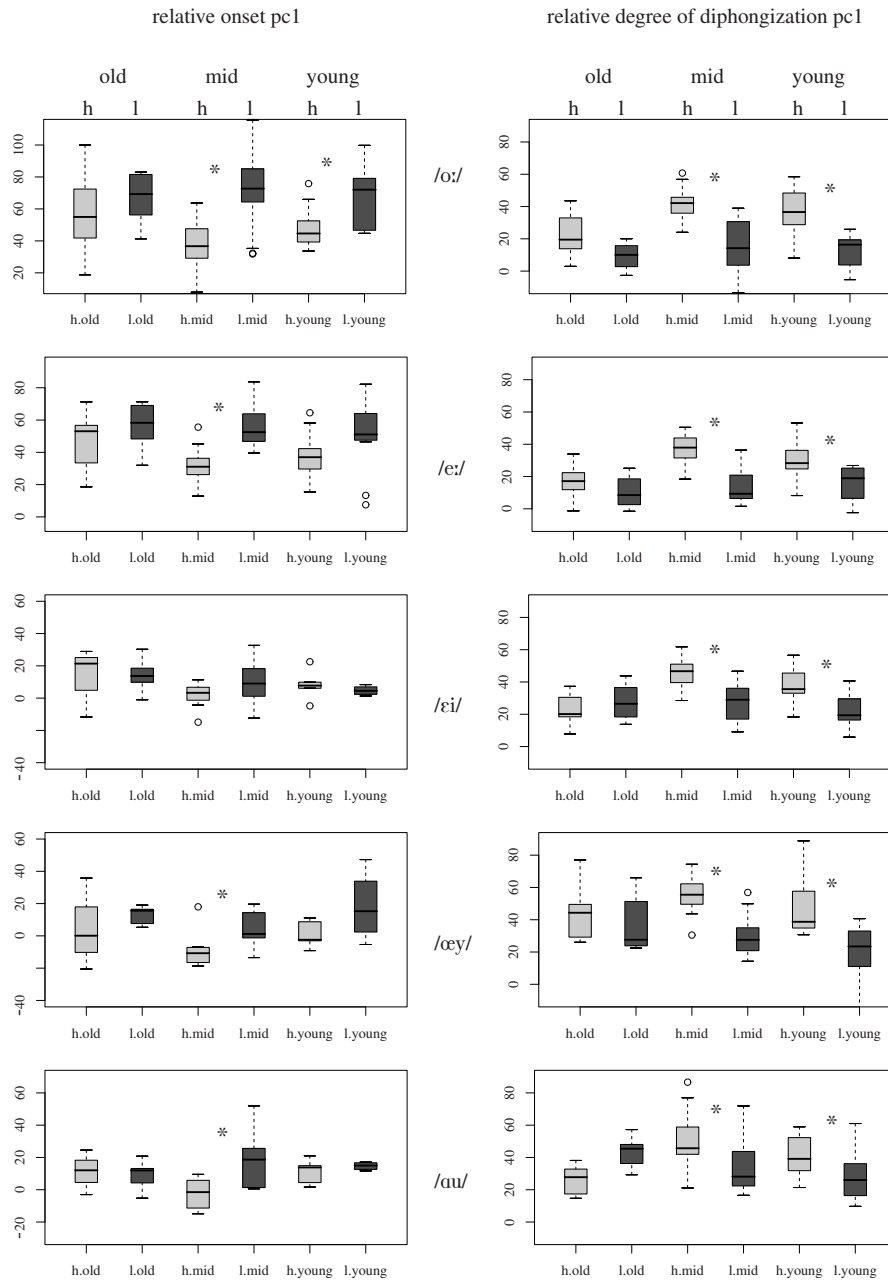 relative onset pc1 relative degree of diphongization pc1
old mid young old mid young
h l h l h l h l h l h l
20 40 60 80 100 * * /oː/ 0 20 40 60 80 * *
h.old l.old h.mid l.mid h.young l.young h.old l.old h.mid l.mid h.young l.young
0 20 40 60 80 * /eː/ 0 20 40 60 80 * *
h.old l.old h.mid l.mid h.young l.young h.old l.old h.mid l.mid h.young l.young
-40 0 20 40 60 /ɛi/ 0 20 40 60 80 * *
h.old l.old h.mid l.mid h.young l.young h.old l.old h.mid l.mid h.young l.young
-40 0 20 40 60 * /œy/ 0 20 40 60 80 * *
h.old l.old h.mid l.mid h.young l.young h.old l.old h.mid l.mid h.young l.young
-20 0 20 40 60 * /ɑu/ 0 20 40 60 80 * *
h.old l.old h.mid l.mid h.young l.young h.old l.old h.mid l.mid h.young l.young